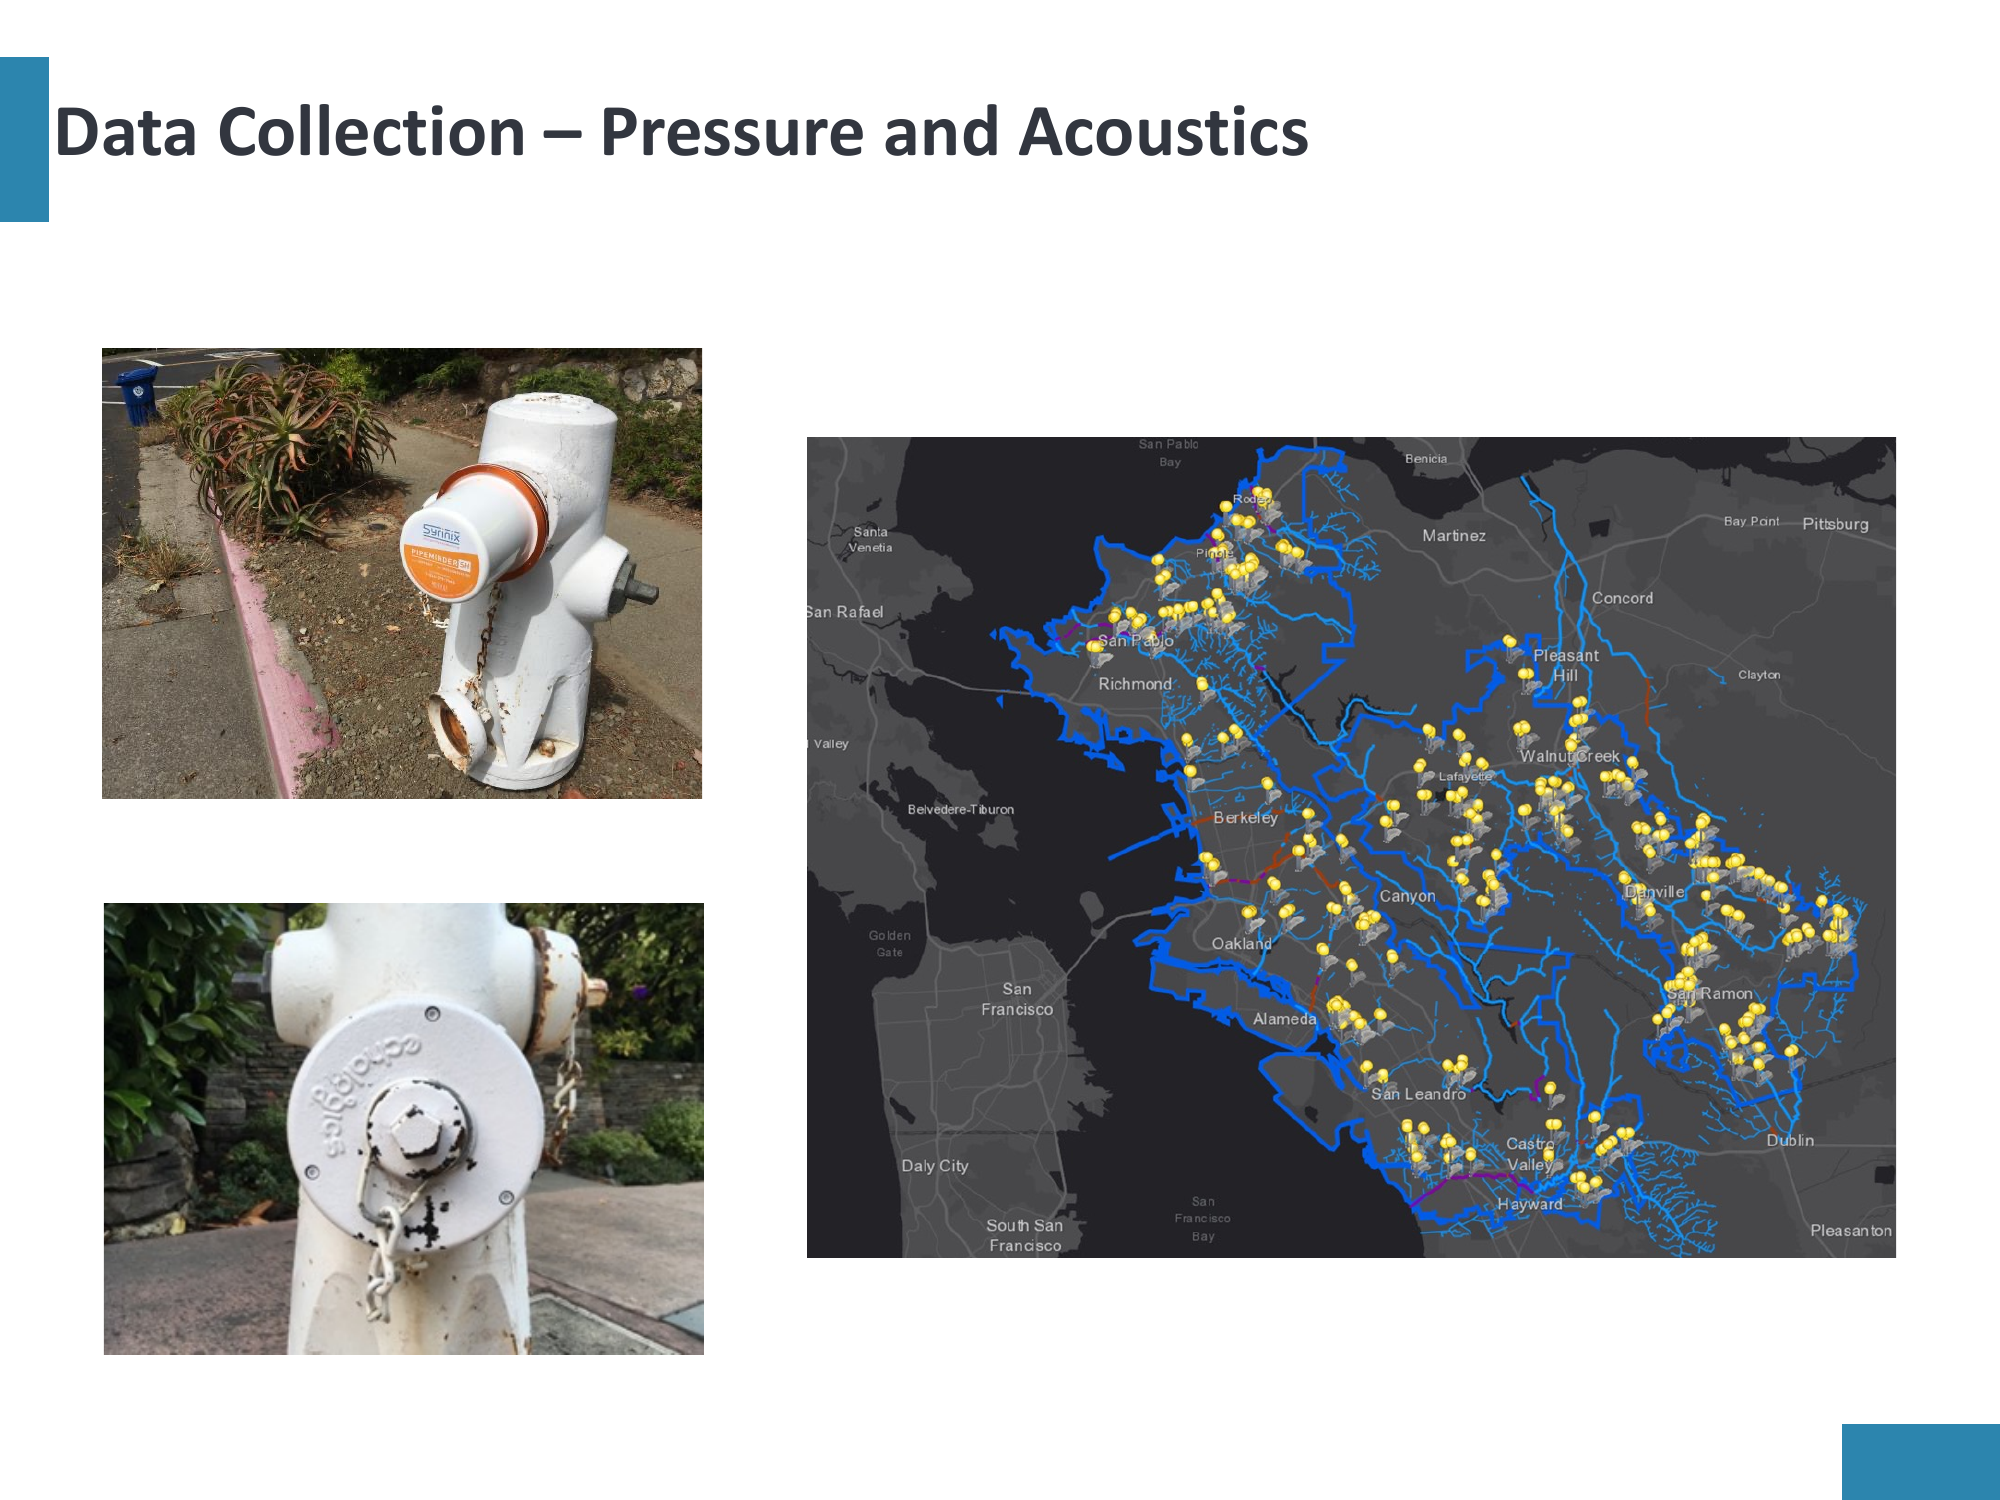 Data Collection – Pressure and Acoustics
Syrinix
PIPEMINDER SH
echologics
San Pablo
Bay
Benicia
Rodeo
Martinez
Bay Point
Pittsburg
Santa
Venetia
Pinole
Concord
San Rafael
San Pablo
Pleasant
Hill
Clayton
Richmond
l Valley
Walnut Creek
Lafayette
Belvedere-Tiburon
Berkeley
Canyon
Danville
Golden
Gate
Oakland
San
Francisco
San Ramon
Alameda
San Leandro
Dublin
Castro
Valley
Daly City
San
Francisco
Bay
Hayward
South San
Francisco
Pleasanton